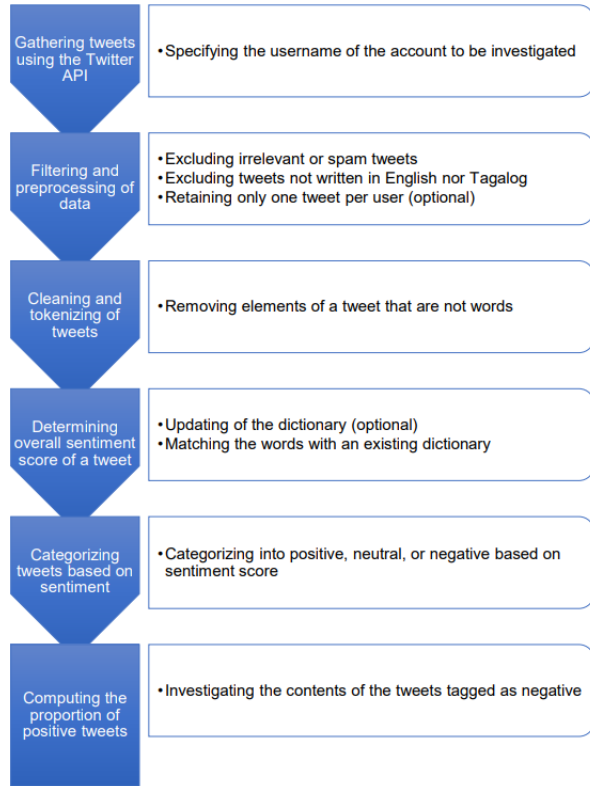 Gathering tweets
using the Twitter
API
•Specifying the username of the account to be investigated
Filtering and
preprocessing of
data
•Excluding irrelevant or spam tweets
•Excluding tweets not written in English nor Tagalog
•Retaining only one tweet per user (optional)
Cleaning and
tokenizing of
tweets
•Removing elements of a tweet that are not words
Determining
overall sentiment
score of a tweet
•Updating of the dictionary (optional)
•Matching the words with an existing dictionary
Categorizing
tweets based on
sentiment
•Categorizing into positive, neutral, or negative based on
sentiment score
Computing the
proportion of
positive tweets
•Investigating the contents of the tweets tagged as negative